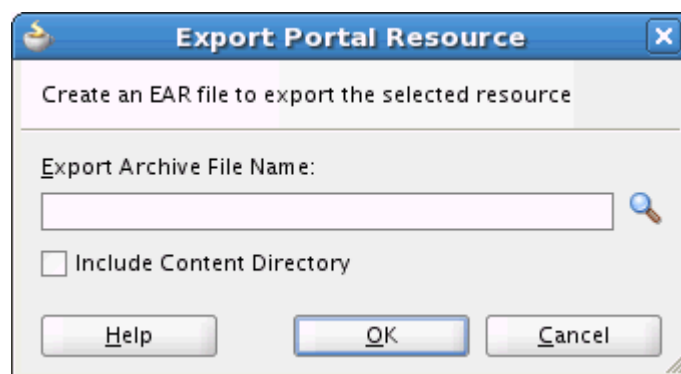 Export Portal Resource
Create an EAR file to export the selected resource
Export Archive File Name:
Include Content Directory
Help
OK
Cancel